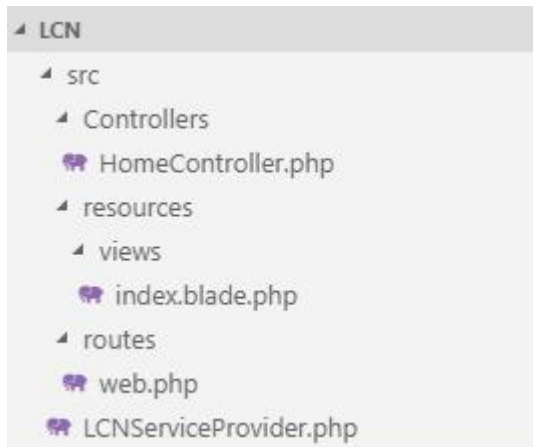 LCN
src
Controllers
HomeController.php
resources
views
index.blade.php
routes
web.php
LCNServiceProvider.php